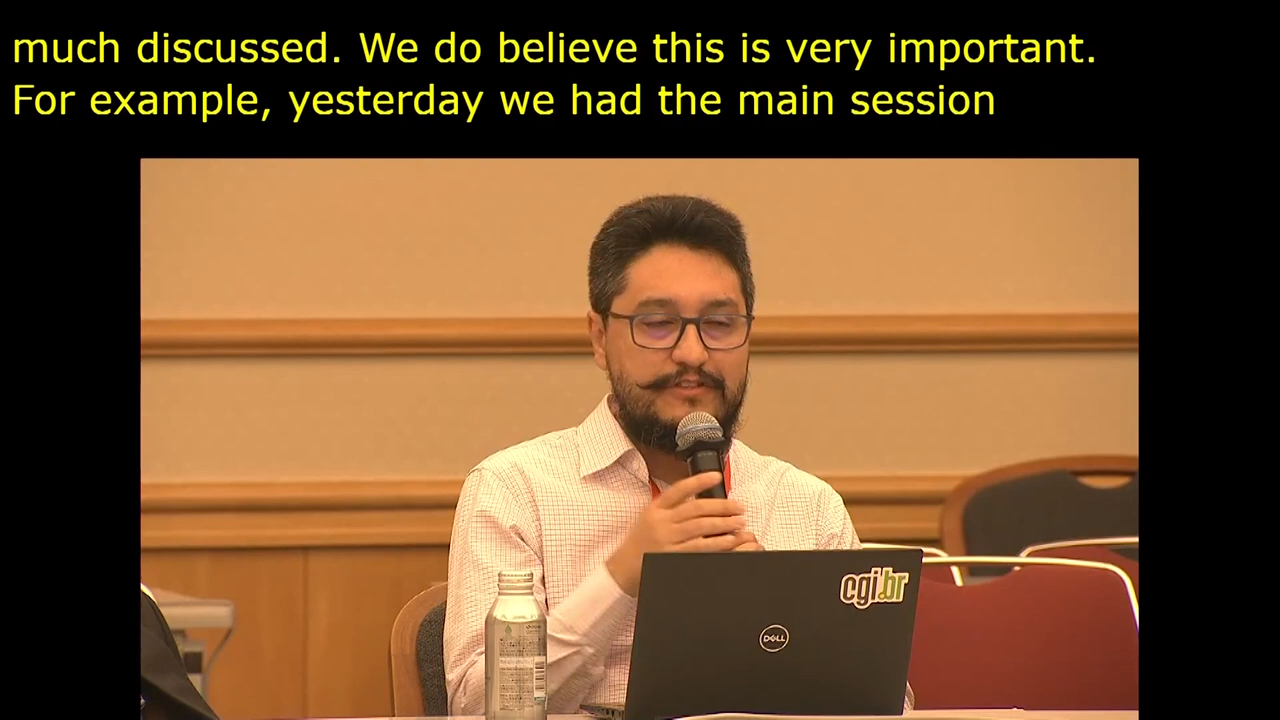 much discussed. We do believe this is very important.
For example, yesterday we had the main session
cgi.br
DELL